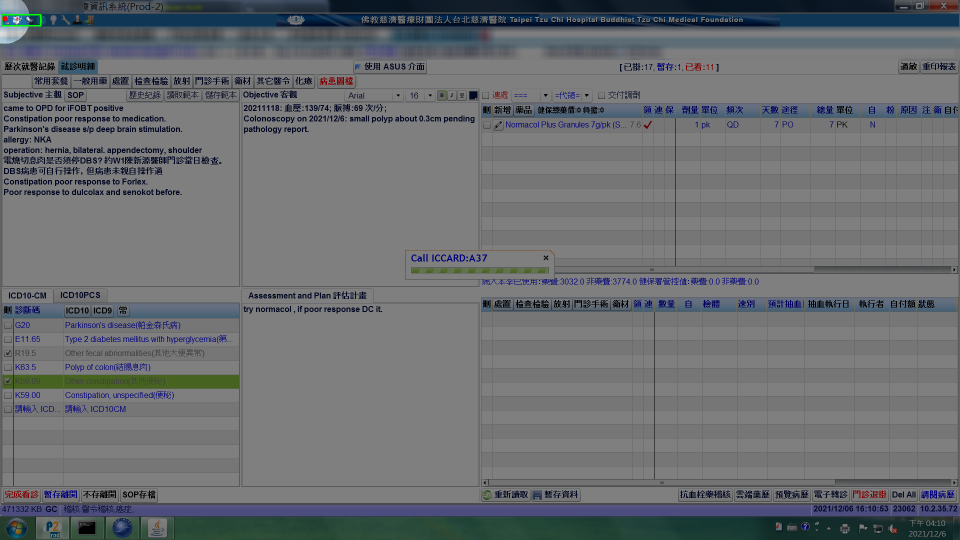 資訊系統(Prod-2)
佛教慈濟醫療財團法人台北慈濟醫院 Taipei Tzu Chi Hospital Buddhist Tzu Chi Medical Foundation
歷次就醫記錄 就診明細 使用 ASUS 介面 [已掛:17, 暫存:1, 已看:11] 過敏 重印報表
常用套餐 一般用藥 處置 檢查檢驗 放射 門診手術 衛材 其它醫令 化療 病患圖檔
Subjective 主觀 SOP 歷史紀錄 讀取範本 儲存範本
came to OPD for iFOBT positive
Constipation poor response to medication.
Parkinson's disease s/p deep brain stimulation.
allergy: NKA
operation: hernia, bilateral. appendectomy, shoulder
電燒切息肉是否須停DBS? 約W1陳新源醫師門診當日檢查。
DBS病患可自行操作, 但病患未親自操作過
Constipation poor response to Forlex.
Poor response to dulcolax and senokot before.
Objective 客觀 Arial 16 B I U
20211118: 血壓:139/74; 脈搏:69 次/分;
Colonoscopy on 2021/12/6: small polyp about 0.3cm pending
pathology report.
速處 === =代碼= 交付調劑
刪 新增 藥品 健保總藥價:0 負擔:0 領 連 保 劑量 單位 頻次 天數 途徑 總量 單位 自 粉 原因 注 衛 自付
Normacol Plus Granules 7g/pk (S... 7.6 1 pk QD 7 PO 7 PK N
Call ICCARD:A37
病人本季已使用:藥費:3032.0 非藥費:3774.0 健保署管控值:藥費:0.0 非藥費:0.0
ICD10-CM ICD10PCS
刪 診斷碼 ICD10 ICD9 常
G20 Parkinson's disease(帕金森氏病)
E11.65 Type 2 diabetes mellitus with hyperglycemia(第...
R19.5 Other fecal abnormalities(其他大便異常)
K63.5 Polyp of colon(結腸息肉)
K59.09 Other constipation(其他便秘)
K59.00 Constipation, unspecified(便秘)
請輸入 ICD... 請輸入 ICD10CM
Assessment and Plan 評估計畫
try normacol , if poor response DC it.
刪 處置 檢查檢驗 放射 門診手術 衛材 領 連 數量 自 檢體 速別 預計抽血 抽血執行日 執行者 自付額 狀態
完成看診 暫存離開 不存離開 SOP存檔
重新讀取 暫存資料 抗血栓藥稽核 雲端藥歷 預覽病歷 電子轉診 門診退掛 Del All 調閱病歷
471332 KB GC 稽核.醫令稽核.癌症.
2021/12/06 16:10:53 23062 10.2.35.72
下午 04:10
2021/12/6